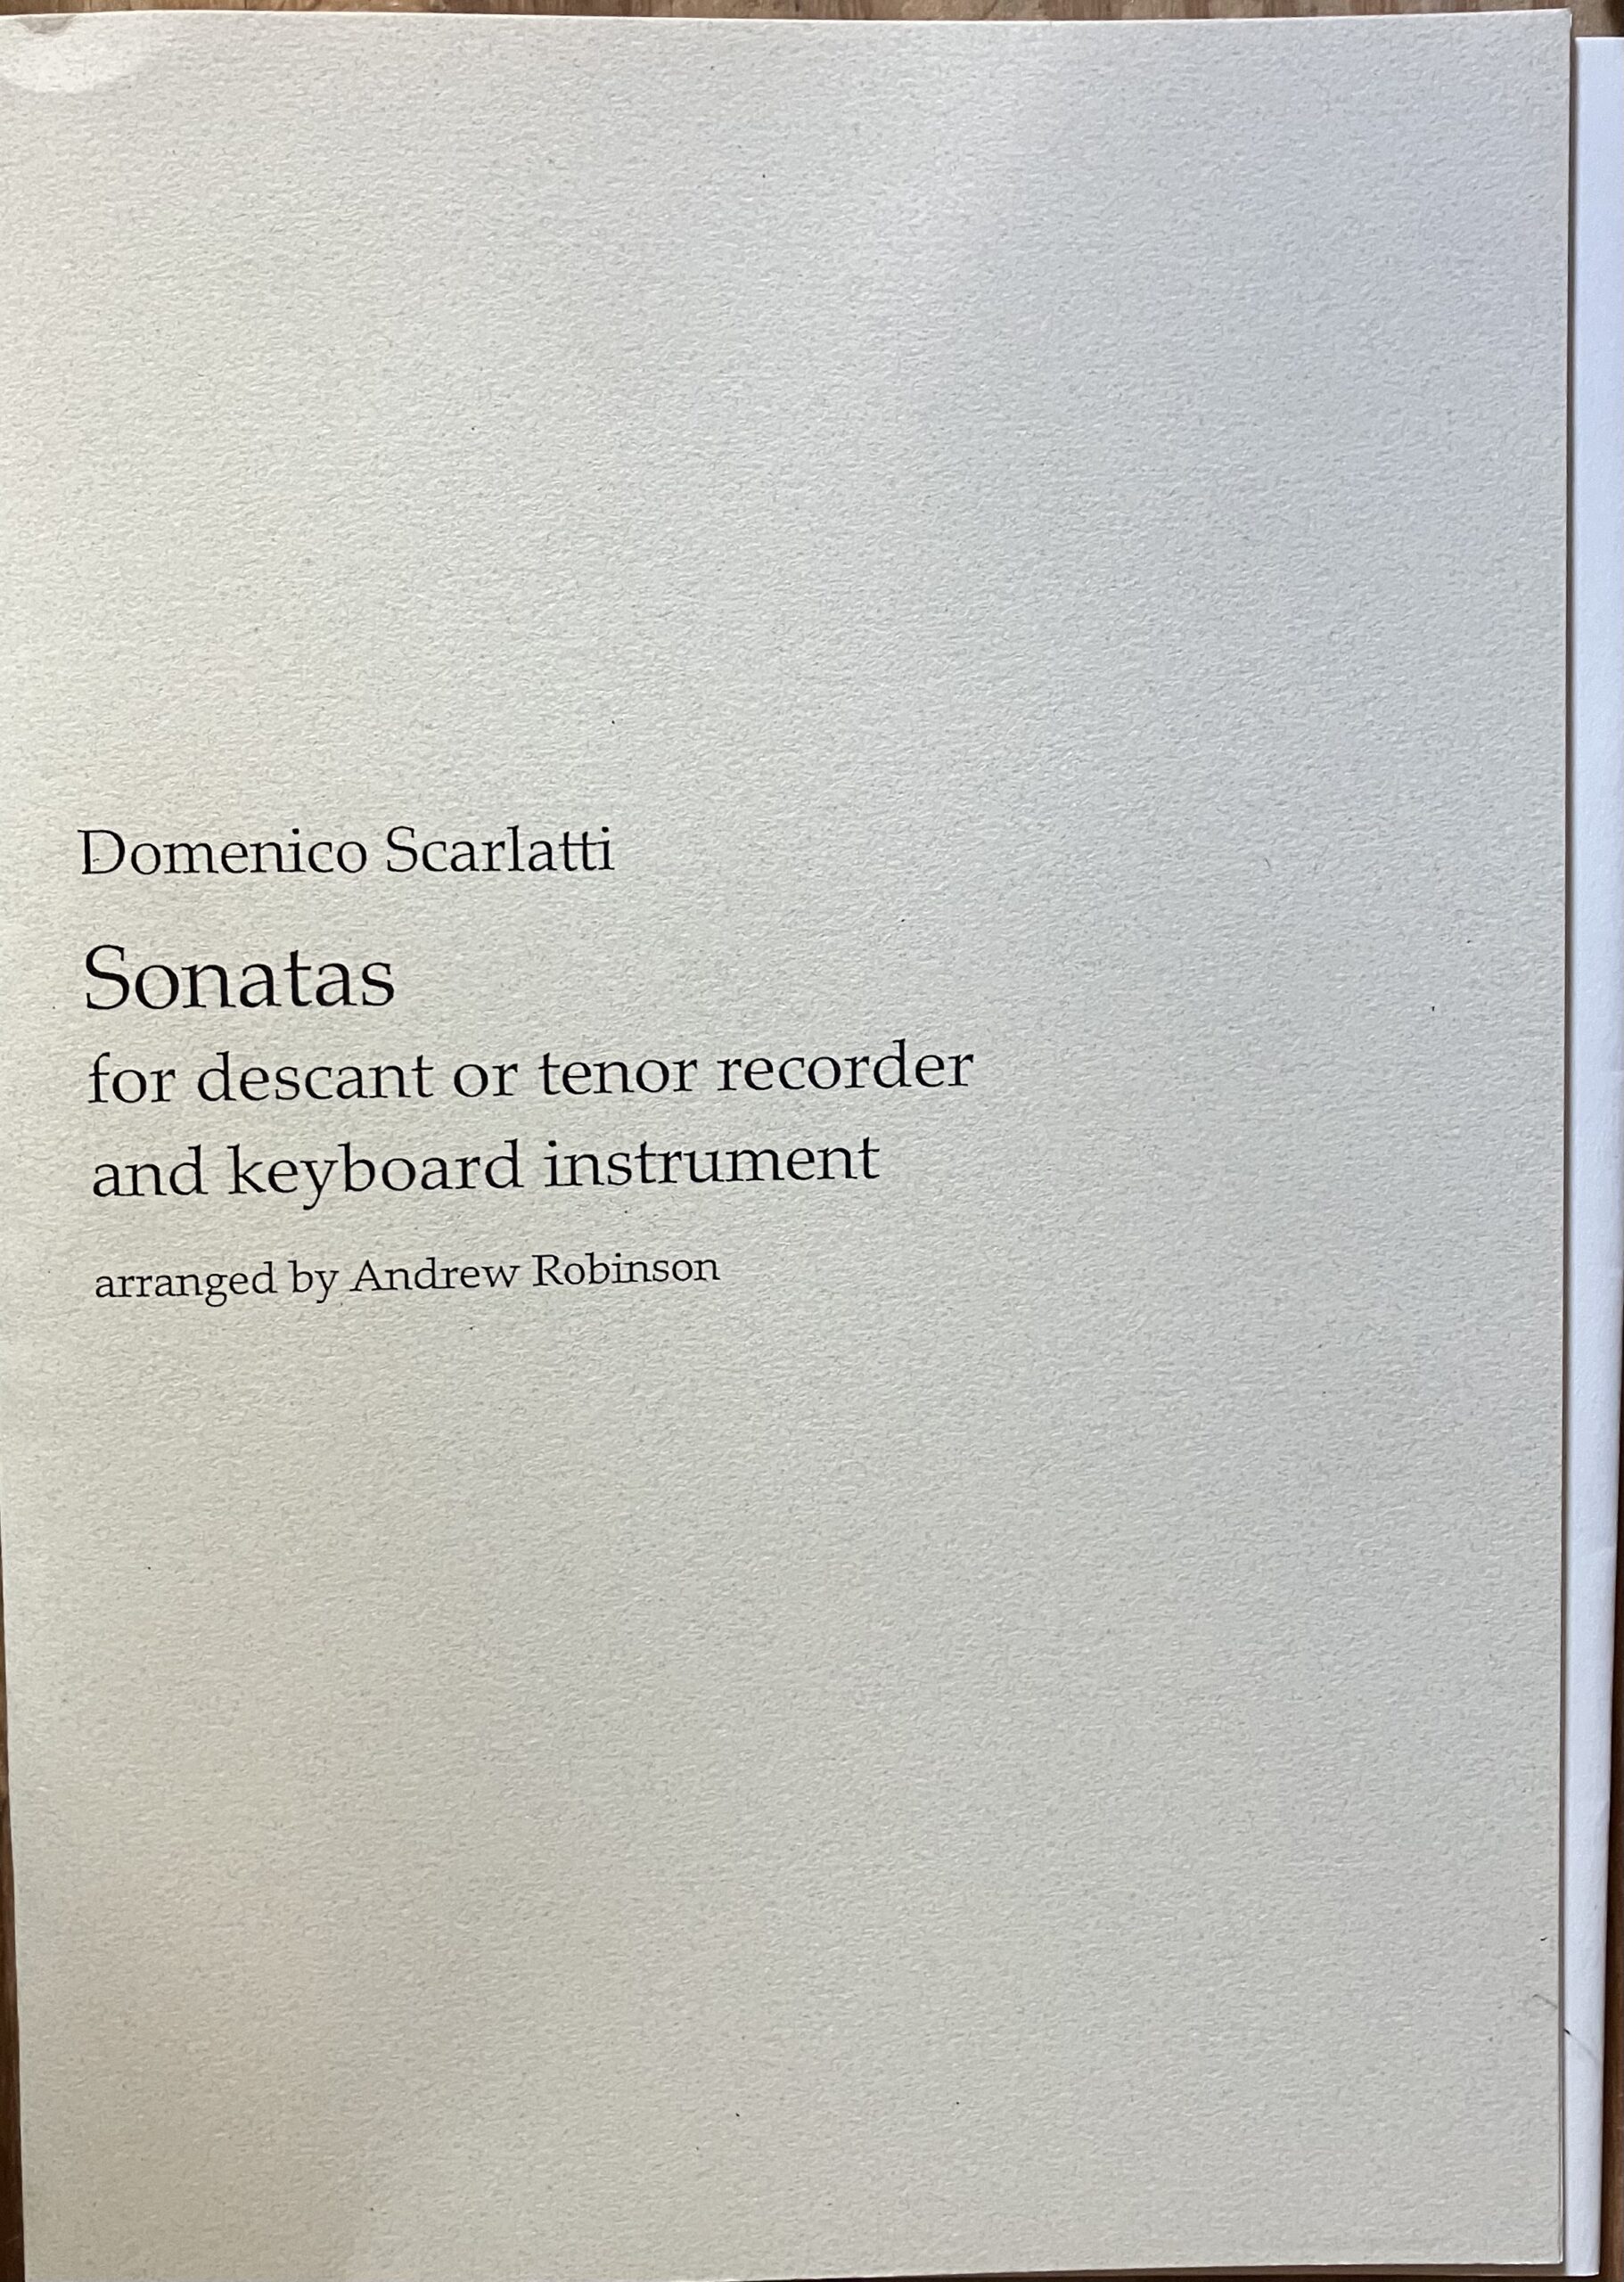 Domenico Scarlatti
Sonatas
for descant or tenor recorder
and keyboard instrument
arranged by Andrew Robinson